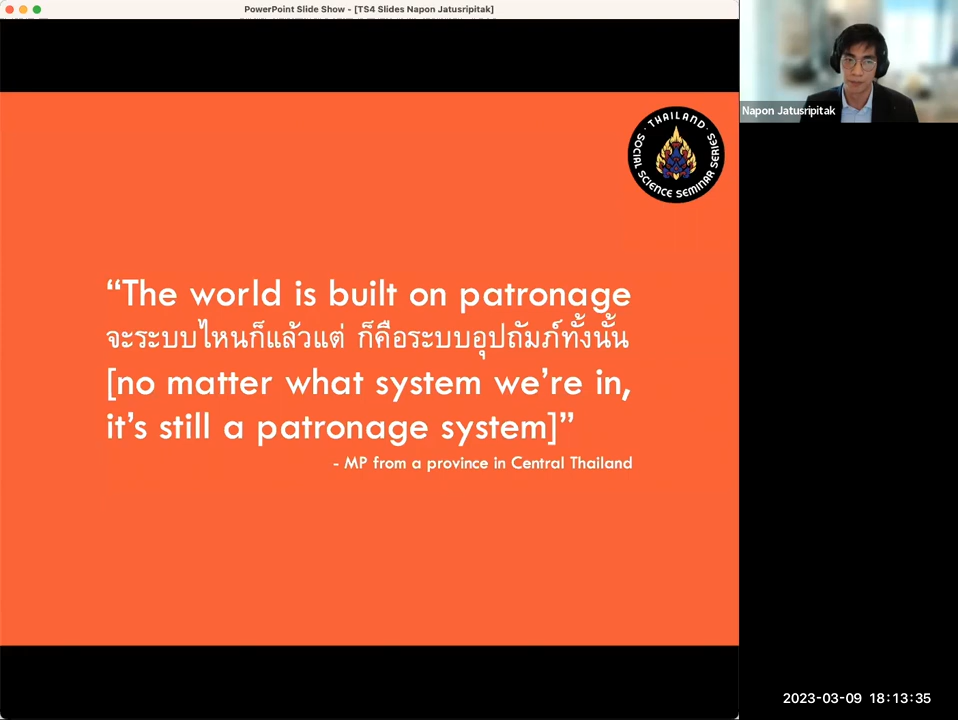 PowerPoint Slide Show - [TS4 Slides Napon Jatusripitak]
Napon Jatusripitak
· THAILAND ·
SOCIAL SCIENCE SEMINAR SERIES
“The world is built on patronage
จะระบบไหนก็แล้วแต่ ก็คือระบบอุปถัมภ์ทั้งนั้น
[no matter what system we’re in,
it’s still a patronage system]”
- MP from a province in Central Thailand
2023-03-09 18:13:35